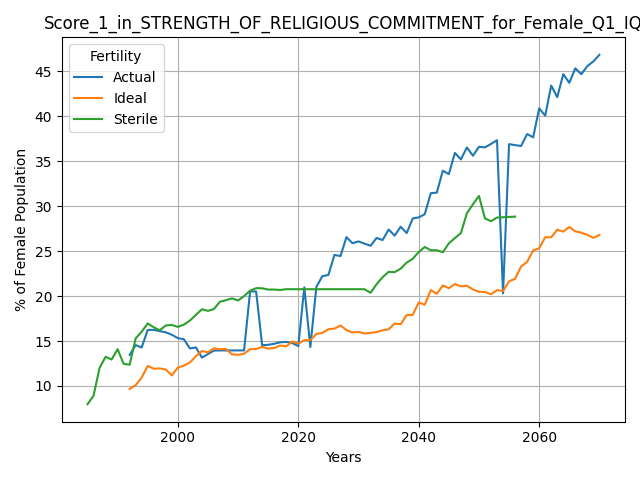 Score_1_in_STRENGTH_OF_RELIGIOUS_COMMITMENT_for_Female_Q1_IQ
Fertility
Actual
Ideal
Sterile
% of Female Population
45
40
35
30
25
20
15
10
2000 2020 2040 2060
Years